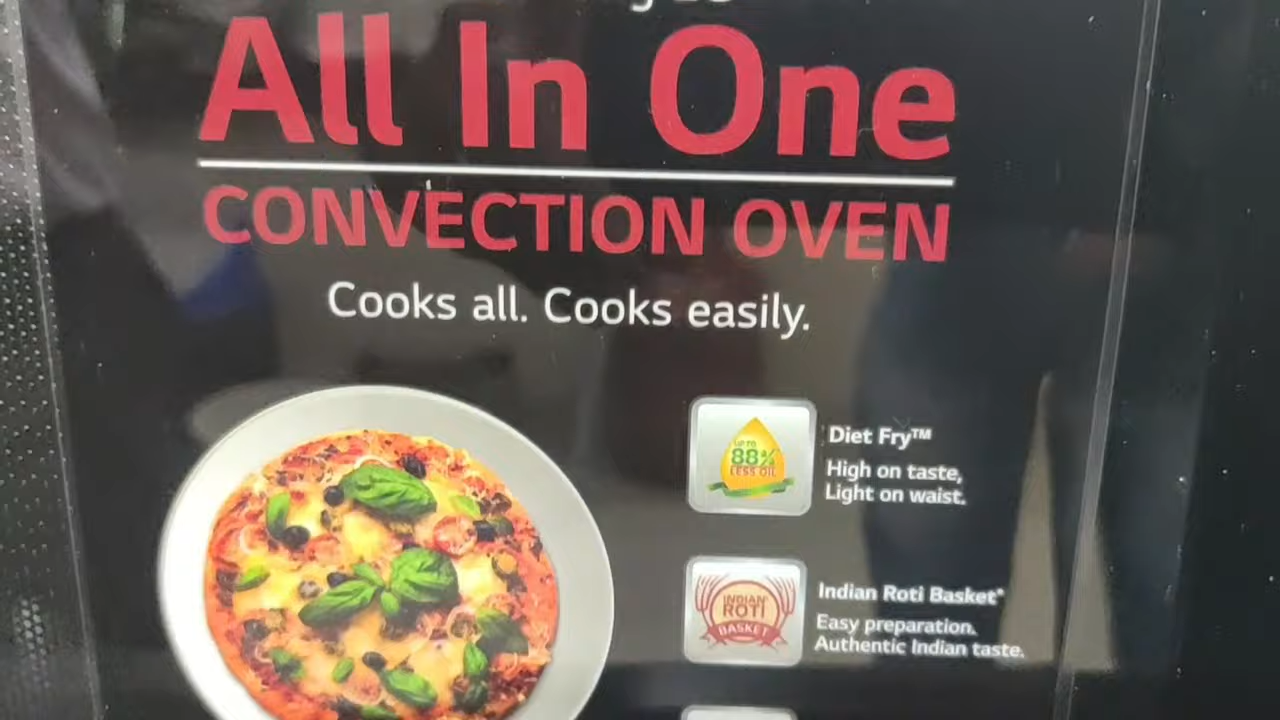 All In One
CONVECTION OVEN
Cooks all. Cooks easily.
UP TO
88%
LESS OIL
Diet Fry™
High on taste,
Light on waist.
INDIAN
ROTI
BASKET
Indian Roti Basket*
Easy preparation.
Authentic Indian taste.